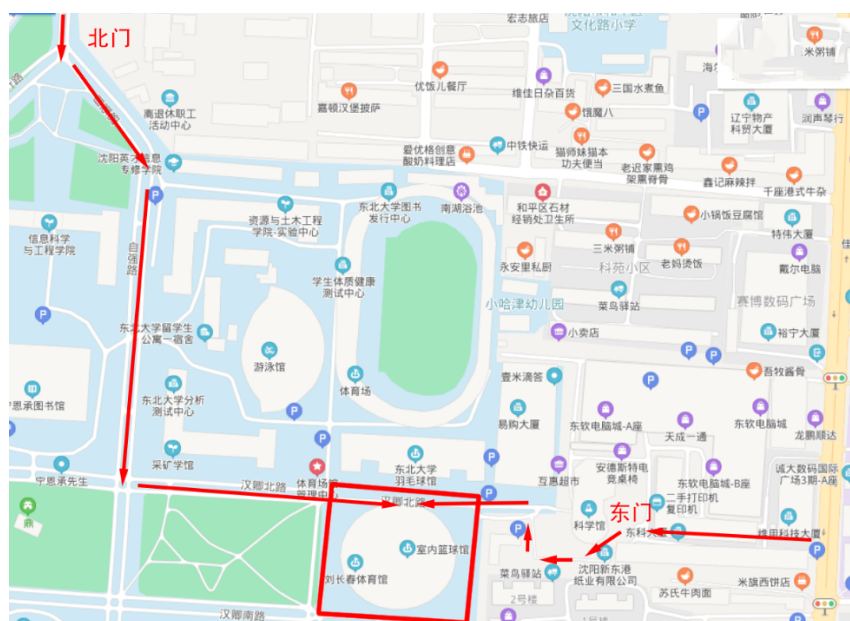 宏志旅店
文化路小学
米粥铺
北门
优饭儿餐厅
维佳日杂百货
三国水煮鱼
离退休职工
活动中心
嘉顿汉堡披萨
饿魔八
辽宁物产
科贸大厦
润声琴行
沈阳英才信息
专修学院
爱优格创意
酸奶料理店
中铁快运
猫师妹猫本
功夫便当
老迟家熏鸡
架熏脊骨
鑫记麻辣拌
千座港式牛杂
资源与土木工程
学院-实验中心
东北大学图书
发行中心
南湖浴池
和平区石材
经销处卫生所
小锅饭豆腐馆
特伟大厦
信息科学
与工程学院
自强路
三米粥铺
永安里私厨
科苑小区
老妈烫饭
戴尔电脑
学生体质健康
测试中心
菜鸟驿站
赛博数码广场
小哈津幼儿园
东北大学留学生
公寓一宿舍
小卖店
裕宁大厦
游泳馆
体育场
壹米滴答
吾牧酱骨
宁恩承图书馆
东北大学分析
测试中心
易购大厦
东软电脑城-A座
天成一通
东软电脑城
龙鹏顺达
采矿学馆
东北大学
羽毛球馆
互惠超市
安德斯特电
竞桌椅
东软电脑城-B座
诚大数码国际
广场3期-A座
宁恩承先生
汉卿北路
体育场馆
管理中心
汉卿北路
二手打印机
复印机
鼎
科学馆
东门
东科大厦
维用科技大厦
室内篮球馆
刘长春体育馆
菜鸟驿站
沈阳新东港
纸业有限公司
苏氏牛肉面
米旗西饼店
2号楼
1号楼
汉卿南路